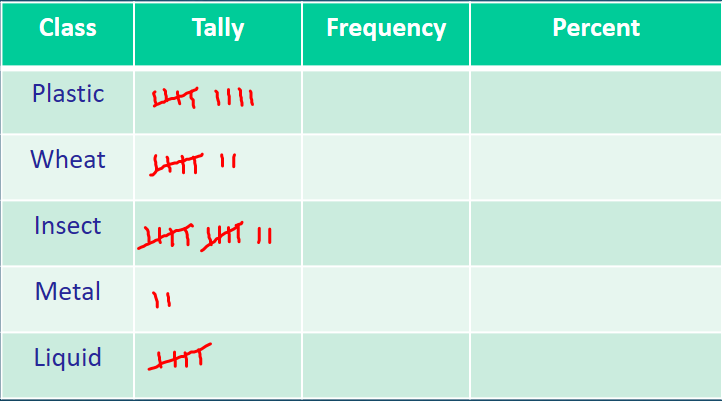 Class Tally Frequency Percent
Plastic
Wheat
Insect
Metal
Liquid